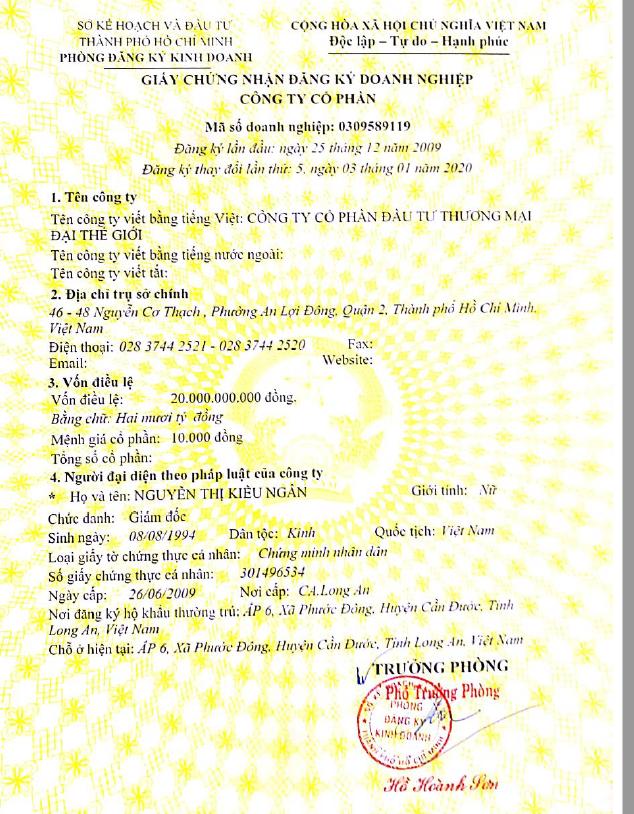 SỞ KẾ HOẠCH VÀ ĐẦU TƯ
THÀNH PHỐ HỒ CHÍ MINH
PHÒNG ĐĂNG KÝ KINH DOANH
CỘNG HÒA XÃ HỘI CHỦ NGHĨA VIỆT NAM
Độc lập – Tự do – Hạnh phúc
GIẤY CHỨNG NHẬN ĐĂNG KÝ DOANH NGHIỆP
CÔNG TY CỔ PHẦN
Mã số doanh nghiệp: 0309589119
Đăng ký lần đầu: ngày 25 tháng 12 năm 2009
Đăng ký thay đổi lần thứ: 5, ngày 03 tháng 01 năm 2020
1. Tên công ty
Tên công ty viết bằng tiếng Việt: CÔNG TY CỔ PHẦN ĐẦU TƯ THƯƠNG MẠI
ĐẠI THẾ GIỚI
Tên công ty viết bằng tiếng nước ngoài:
Tên công ty viết tắt:
2. Địa chỉ trụ sở chính
46 - 48 Nguyễn Cơ Thạch , Phường An Lợi Đông, Quận 2, Thành phố Hồ Chí Minh,
Việt Nam
Điện thoại: 028 3744 2521 - 028 3744 2520 Fax:
Email: Website:
3. Vốn điều lệ
Vốn điều lệ: 20.000.000.000 đồng.
Bằng chữ: Hai mươi tỷ đồng
Mệnh giá cổ phần: 10.000 đồng
Tổng số cổ phần:
4. Người đại diện theo pháp luật của công ty
* Họ và tên: NGUYỄN THỊ KIỀU NGÂN Giới tính: Nữ
Chức danh: Giám đốc
Sinh ngày: 08/08/1994 Dân tộc: Kinh Quốc tịch: Việt Nam
Loại giấy tờ chứng thực cá nhân: Chứng minh nhân dân
Số giấy chứng thực cá nhân: 301496534
Ngày cấp: 26/06/2009 Nơi cấp: CA.Long An
Nơi đăng ký hộ khẩu thường trú: ẤP 6, Xã Phước Đông, Huyện Cần Đước, Tỉnh
Long An, Việt Nam
Chỗ ở hiện tại: ẤP 6, Xã Phước Đông, Huyện Cần Đước, Tỉnh Long An, Việt Nam
TRƯỞNG PHÒNG
Phó Trưởng Phòng
PHÒNG
ĐĂNG KÝ
KINH DOANH
THÀNH PHỐ HỒ CHÍ MINH
Hồ Hoành Sơn